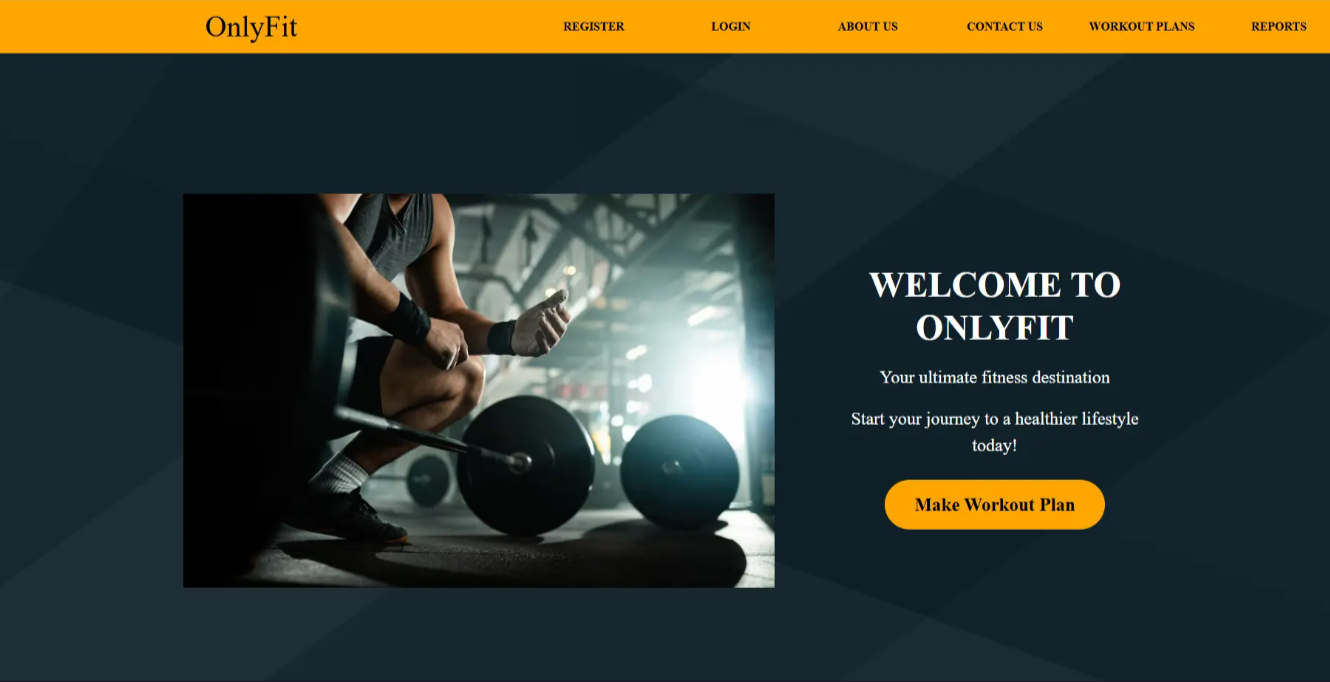 OnlyFit
REGISTER
LOGIN
ABOUT US
CONTACT US
WORKOUT PLANS
REPORTS
WELCOME TO
ONLYFIT
Your ultimate fitness destination
Start your journey to a healthier lifestyle
today!
Make Workout Plan